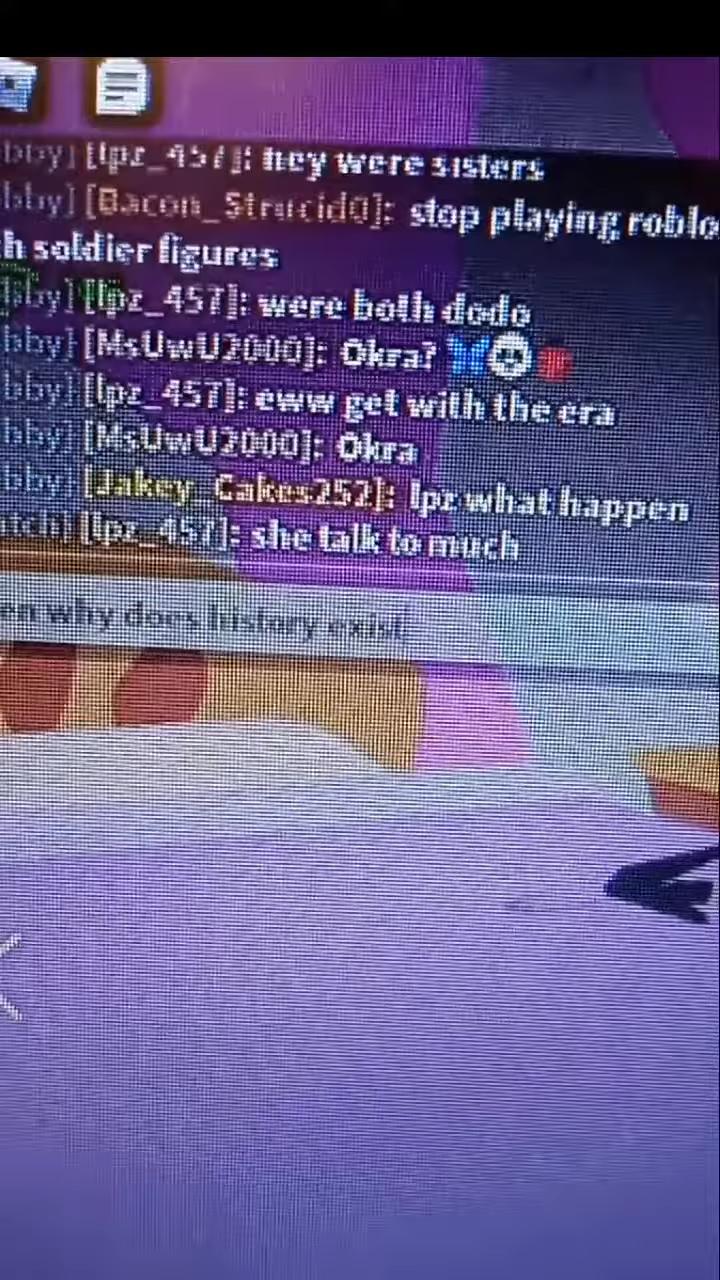 bby] [lpz_457]: hey were sisters
bby] [Bacon_Strucid0]: stop playing roblo
h soldier figures
bby] [lpz_457]: were both dodo
bby] [MsUwU2000]: Okra?
bby] [lpz_457]: eww get with the era
bby] [MsUwU2000]: Okra
bby] [Jakey_Cakes252]: lpz what happen
atch] [lpz_457]: she talk to much
en why does history exist